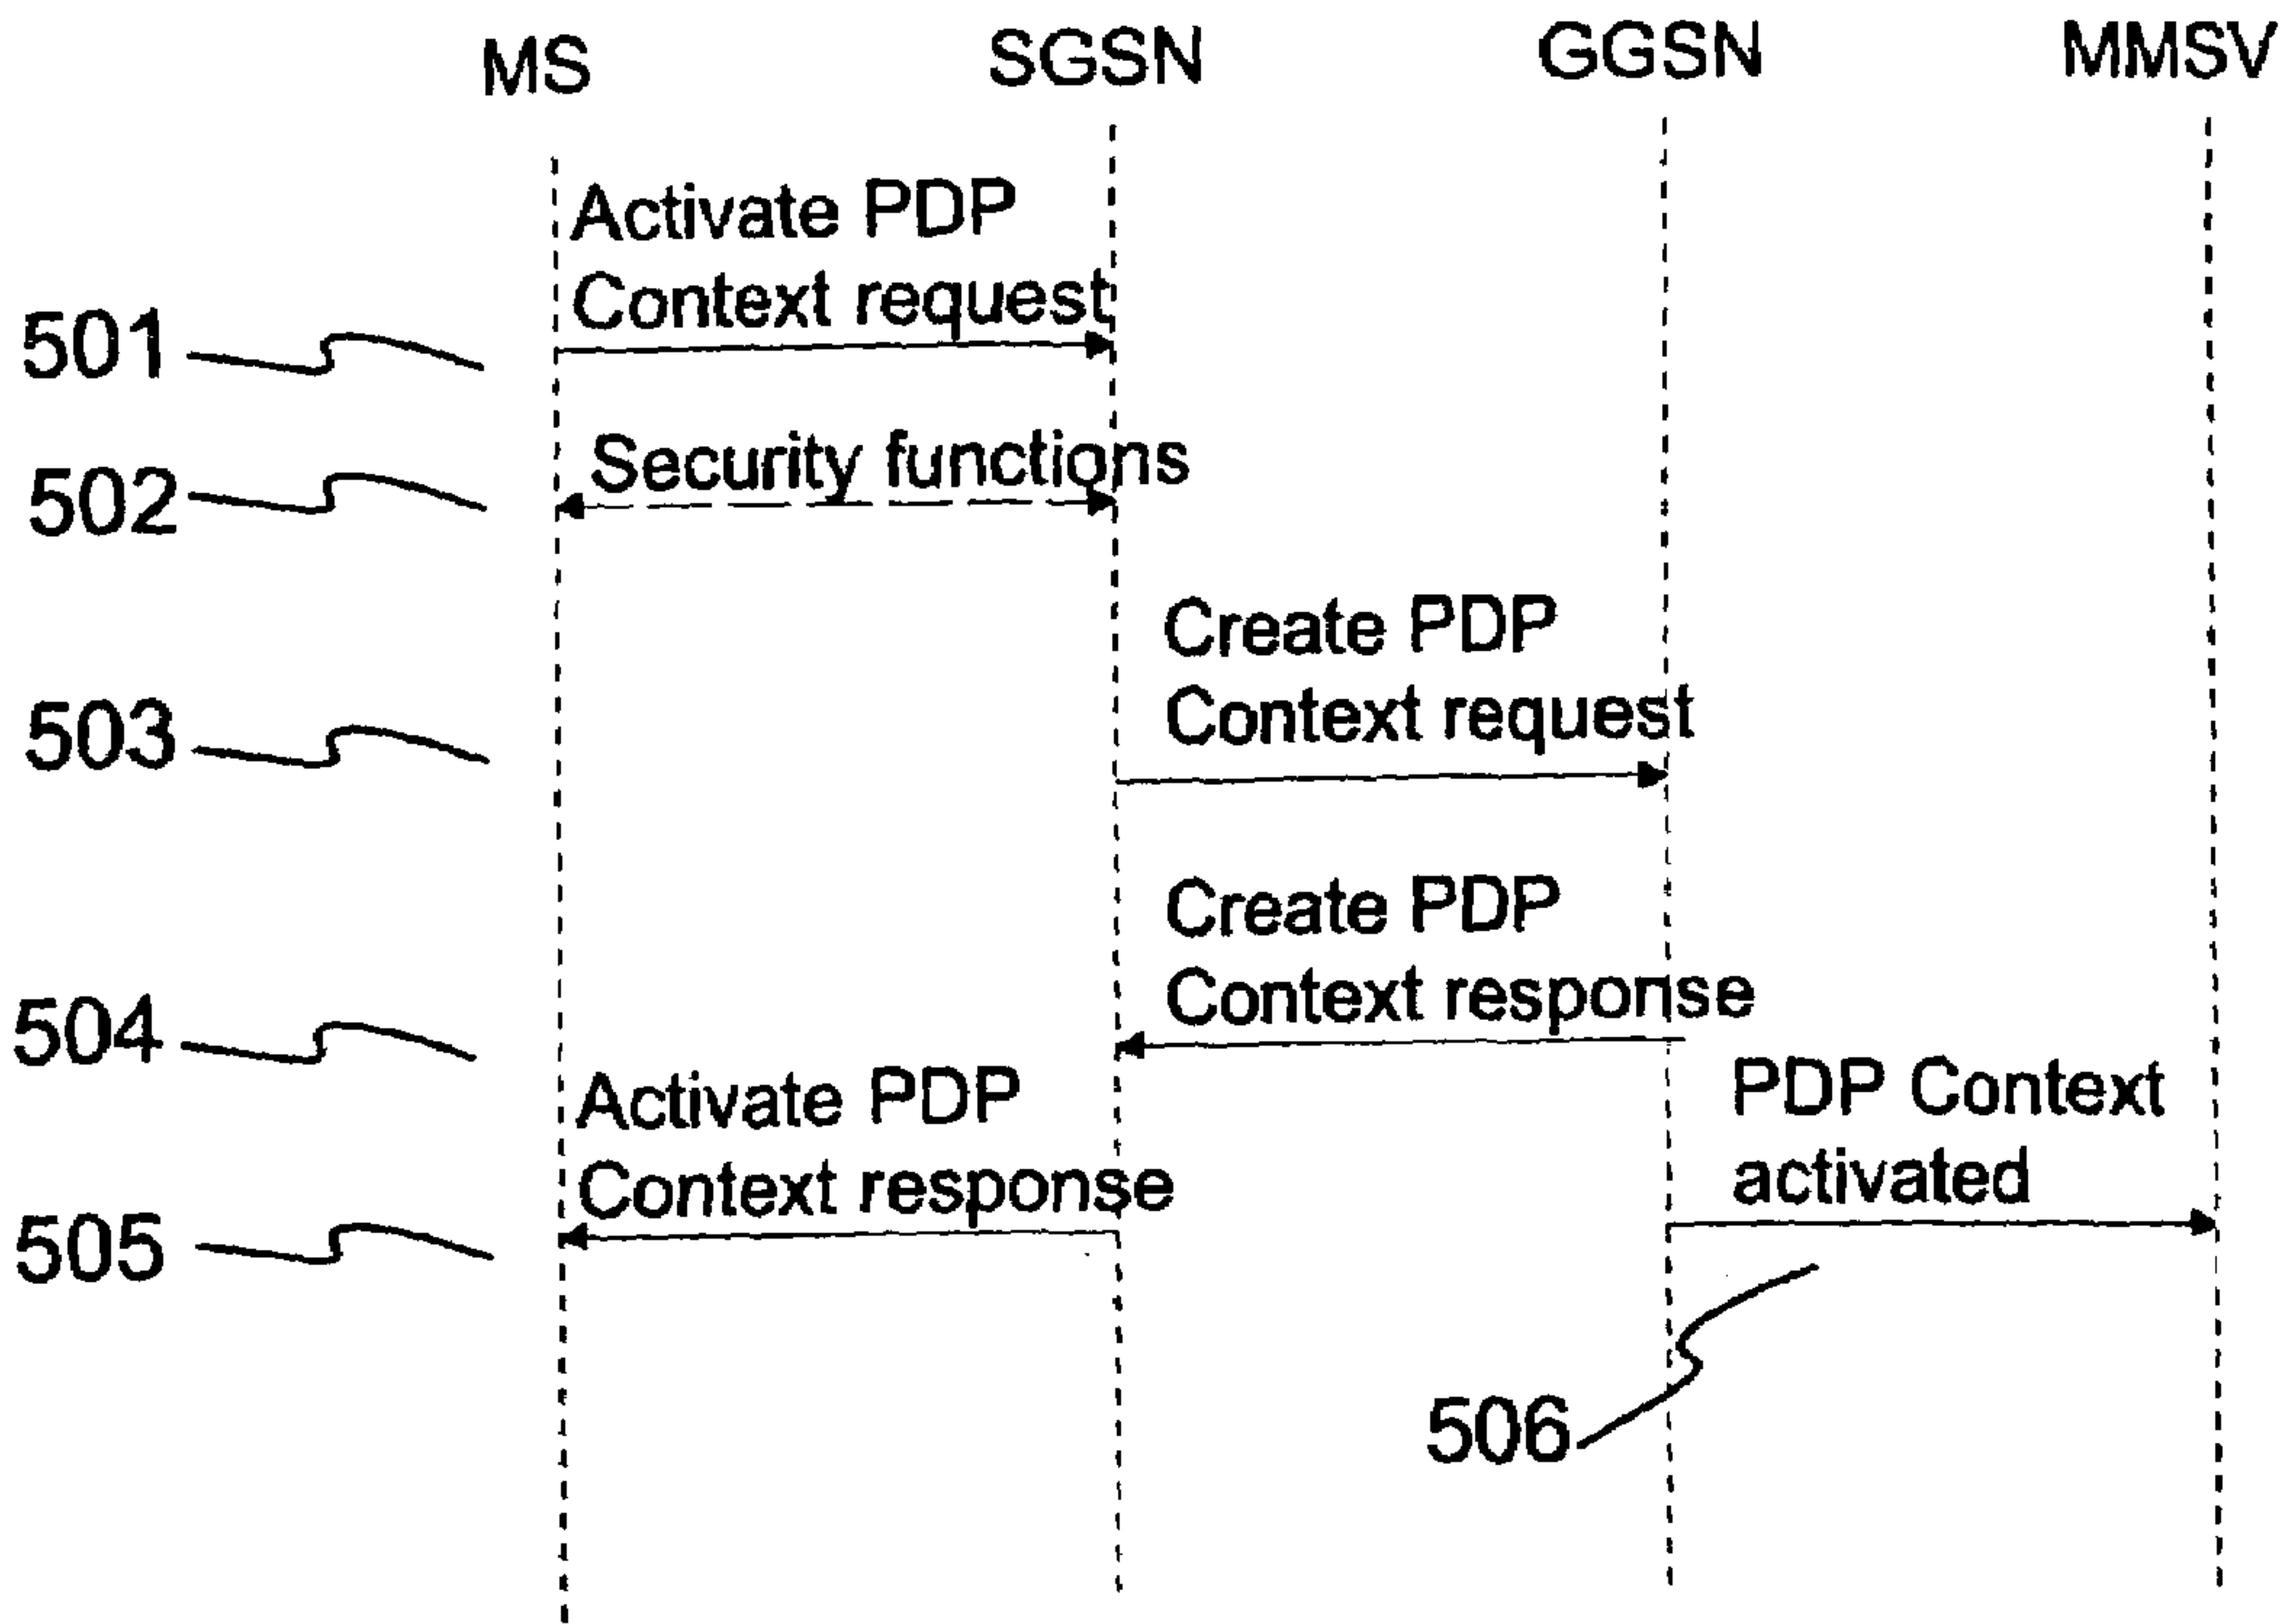 MS
SGSN
GGSN
MMSV
Activate PDP
Context request
501
Security functions
502
Create PDP
Context request
503
Create PDP
Context response
504
Activate PDP
Context response
PDP Context
activated
505
506